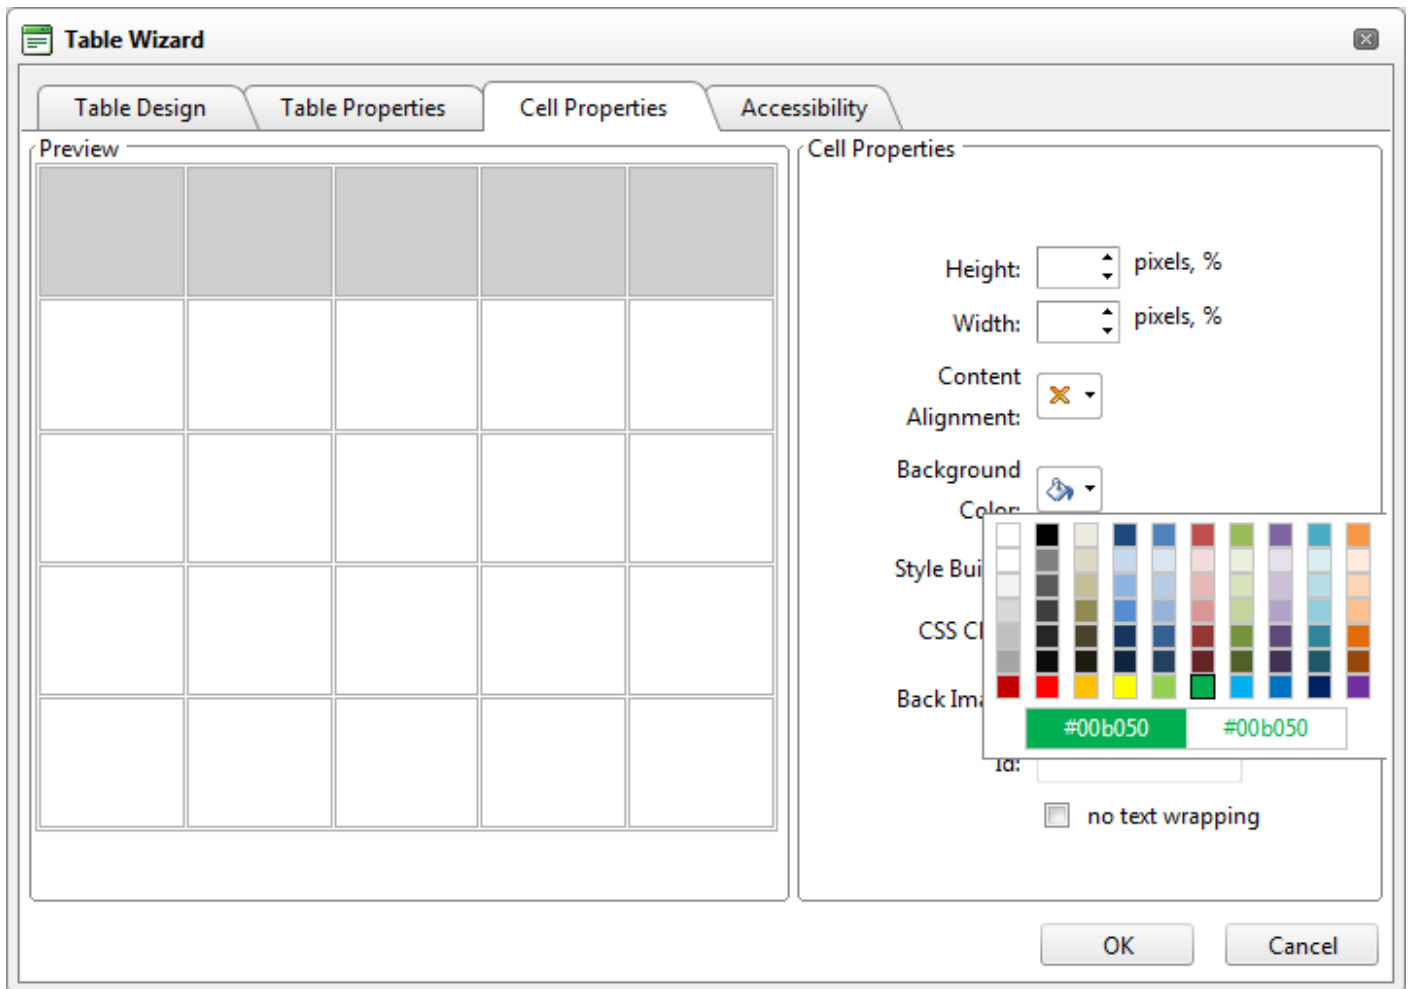 Table Wizard
Table Design
Table Properties
Cell Properties
Accessibility
Preview
Cell Properties
Height:
pixels, %
Width:
pixels, %
Content
Alignment:
Background
Color:
Style Bui
CSS Cl
Back Ima
#00b050
#00b050
Id:
no text wrapping
OK
Cancel